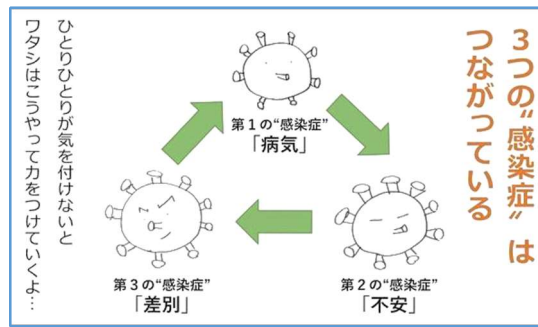 3つの“感染症”は
つながっている
第1の“感染症”
「病気」
第2の“感染症”
「不安」
第3の“感染症”
「差別」
ひとりひとりが気を付けないと
ワタシはこうやって力をつけていくよ…